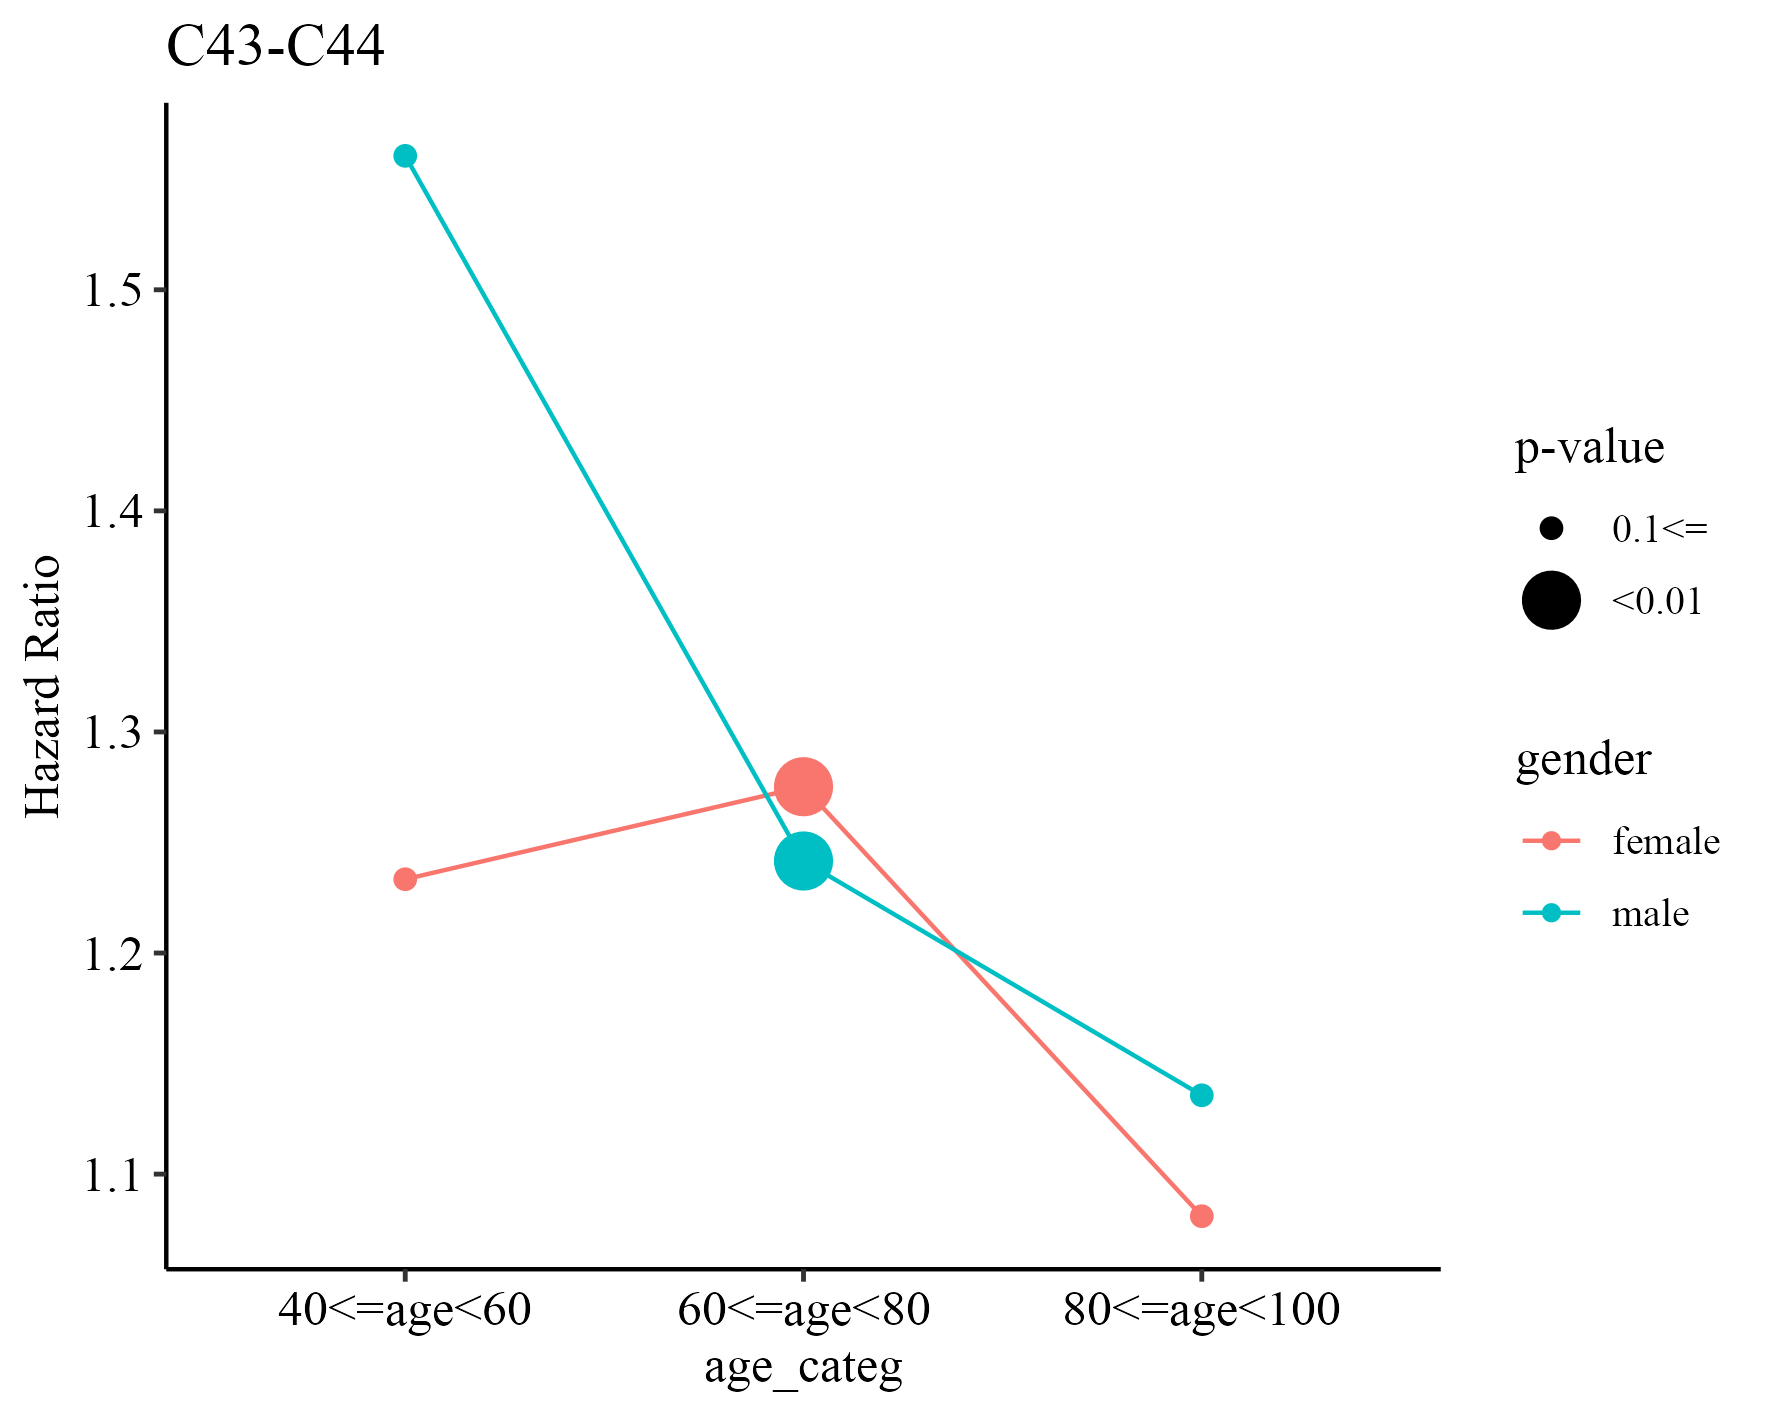 C43-C44
1.5
1.4
1.3
1.2
1.1
Hazard Ratio
40<=age<60
60<=age<80
80<=age<100
age_categ
p-value
0.1<=
<0.01
gender
female
male